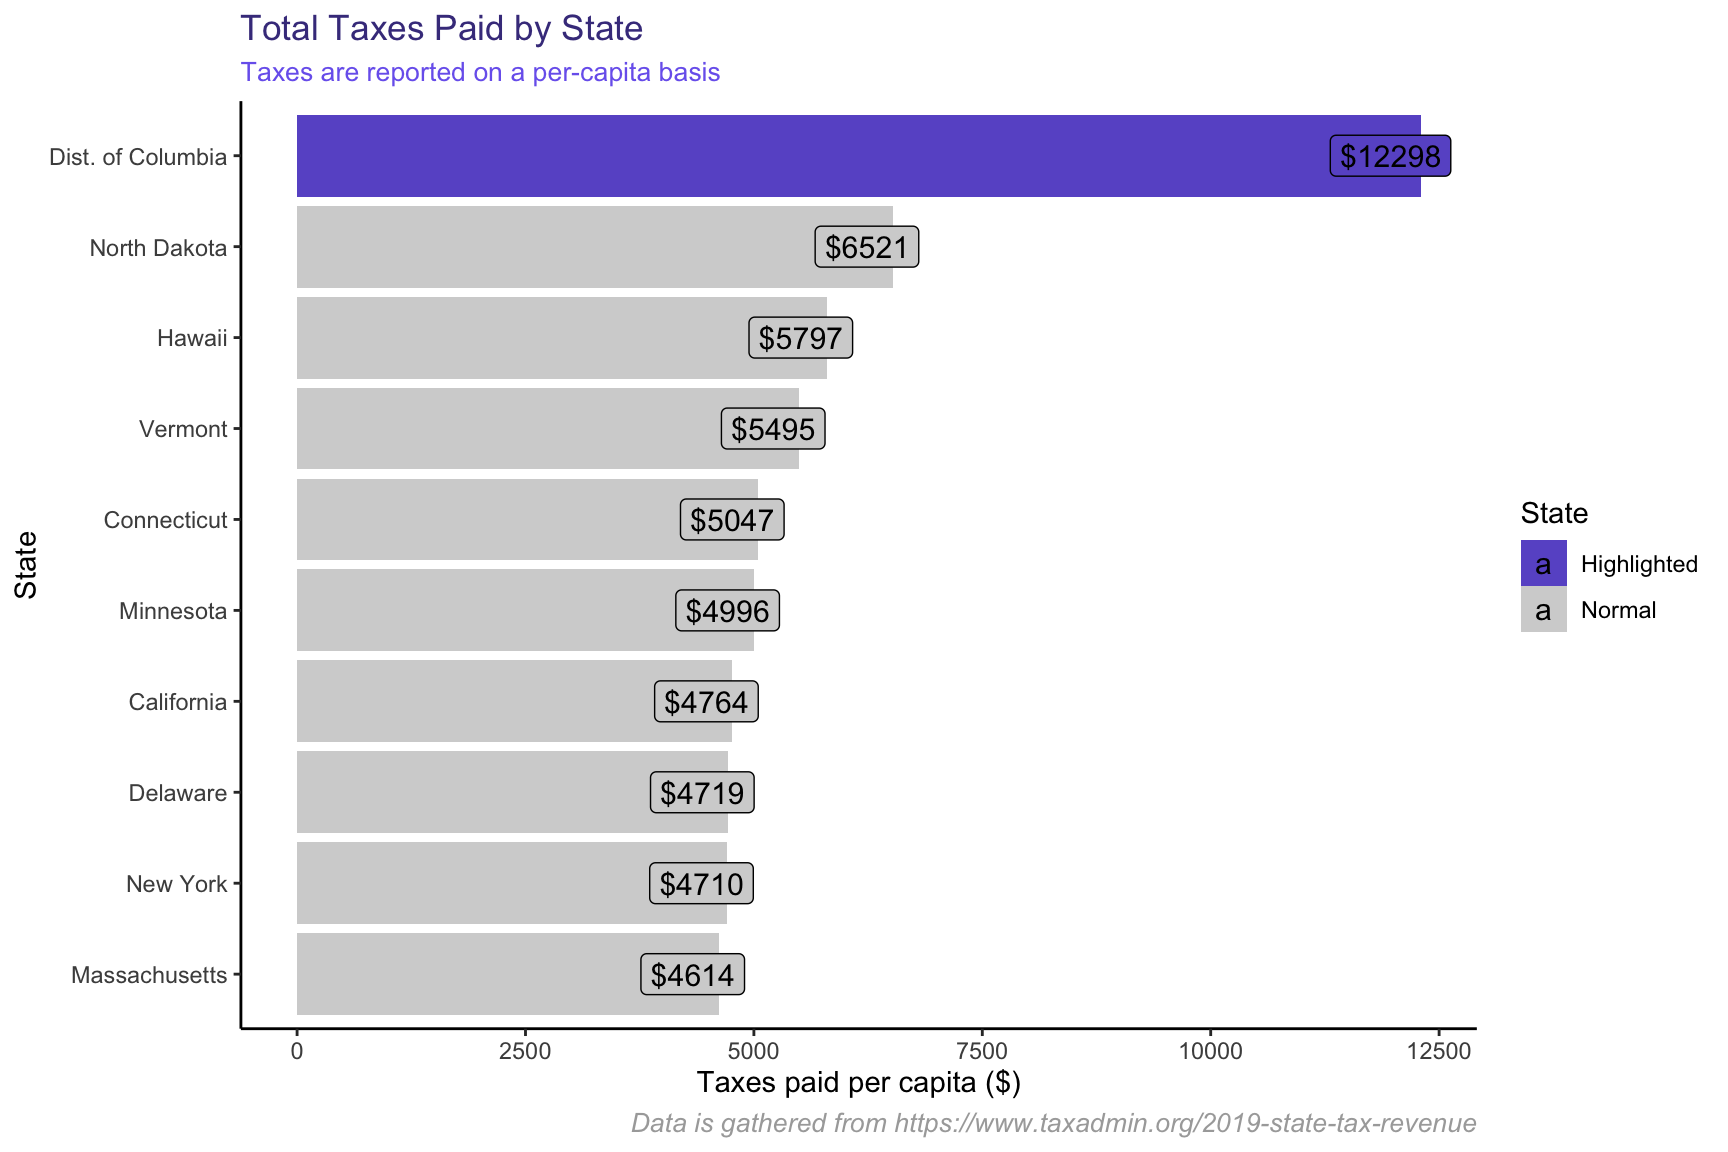 Total Taxes Paid by State
Taxes are reported on a per-capita basis
Dist. of Columbia
$12298
North Dakota
$6521
Hawaii
$5797
Vermont
$5495
Connecticut
$5047
Minnesota
$4996
California
$4764
Delaware
$4719
New York
$4710
Massachusetts
$4614
State
0 2500 5000 7500 10000 12500
Taxes paid per capita ($)
Data is gathered from https://www.taxadmin.org/2019-state-tax-revenue
State
a Highlighted
a Normal